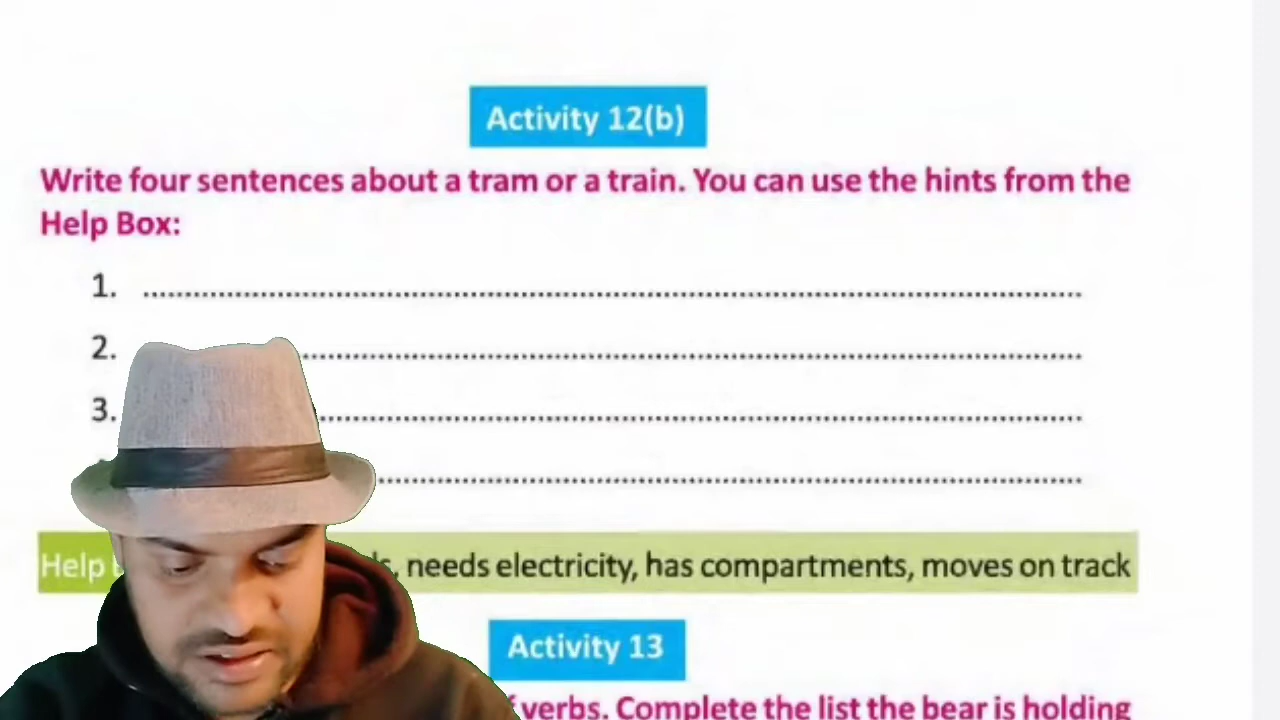 Activity 12(b)
Write four sentences about a tram or a train. You can use the hints from the
Help Box:
1. ........................................
2. ........................................
3. ........................................
........................................
Help , needs electricity, has compartments, moves on track
Activity 13
verbs. Complete the list the bear is holding